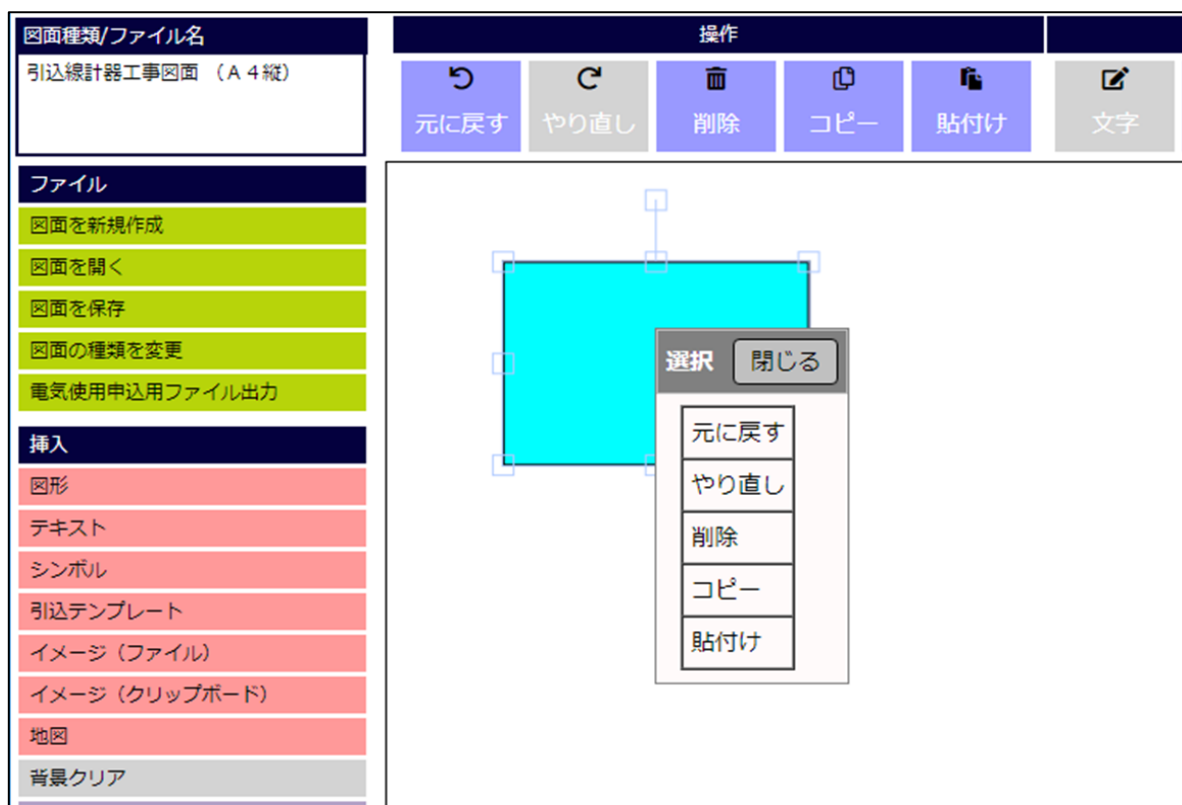 図面種類/ファイル名
引込線計器工事図面 （Ａ４縦）
操作
元に戻す
やり直し
削除
コピー
貼付け
文字
ファイル
図面を新規作成
図面を開く
図面を保存
図面の種類を変更
電気使用申込用ファイル出力
挿入
図形
テキスト
シンボル
引込テンプレート
イメージ（ファイル）
イメージ（クリップボード）
地図
背景クリア
選択 閉じる
元に戻す
やり直し
削除
コピー
貼付け